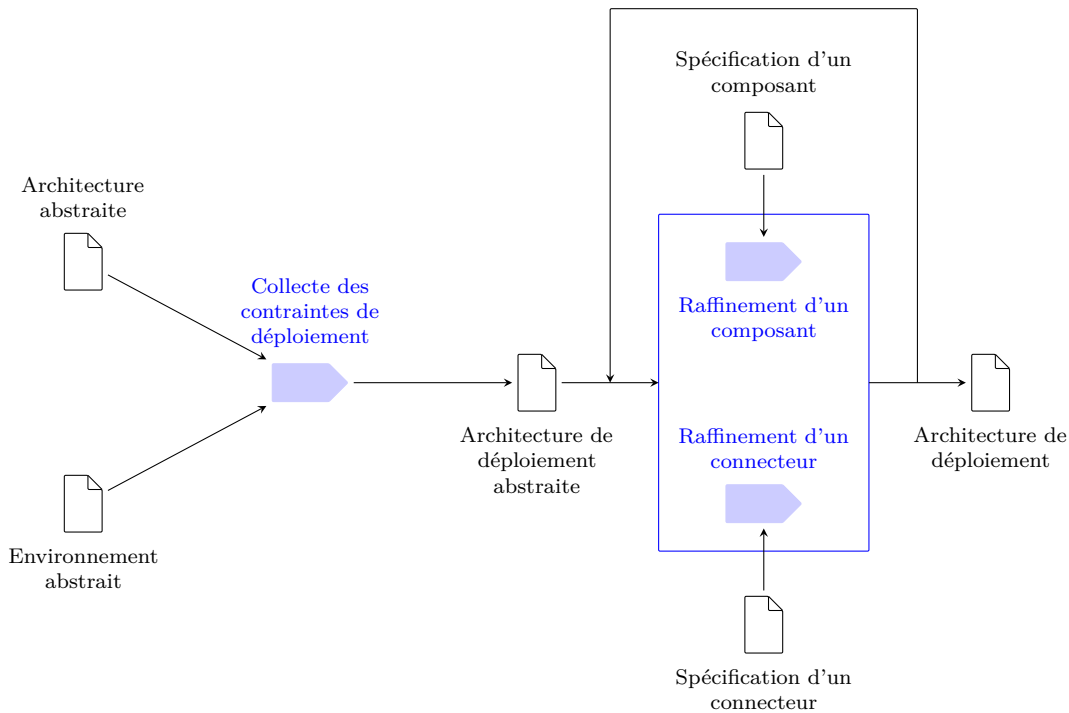 Spécification d'un
composant
Architecture
abstraite
Collecte des
contraintes de
déploiement
Raffinement d'un
composant
Raffinement d'un
connecteur
Architecture de
déploiement
abstraite
Architecture de
déploiement
Environnement
abstrait
Spécification d'un
connecteur